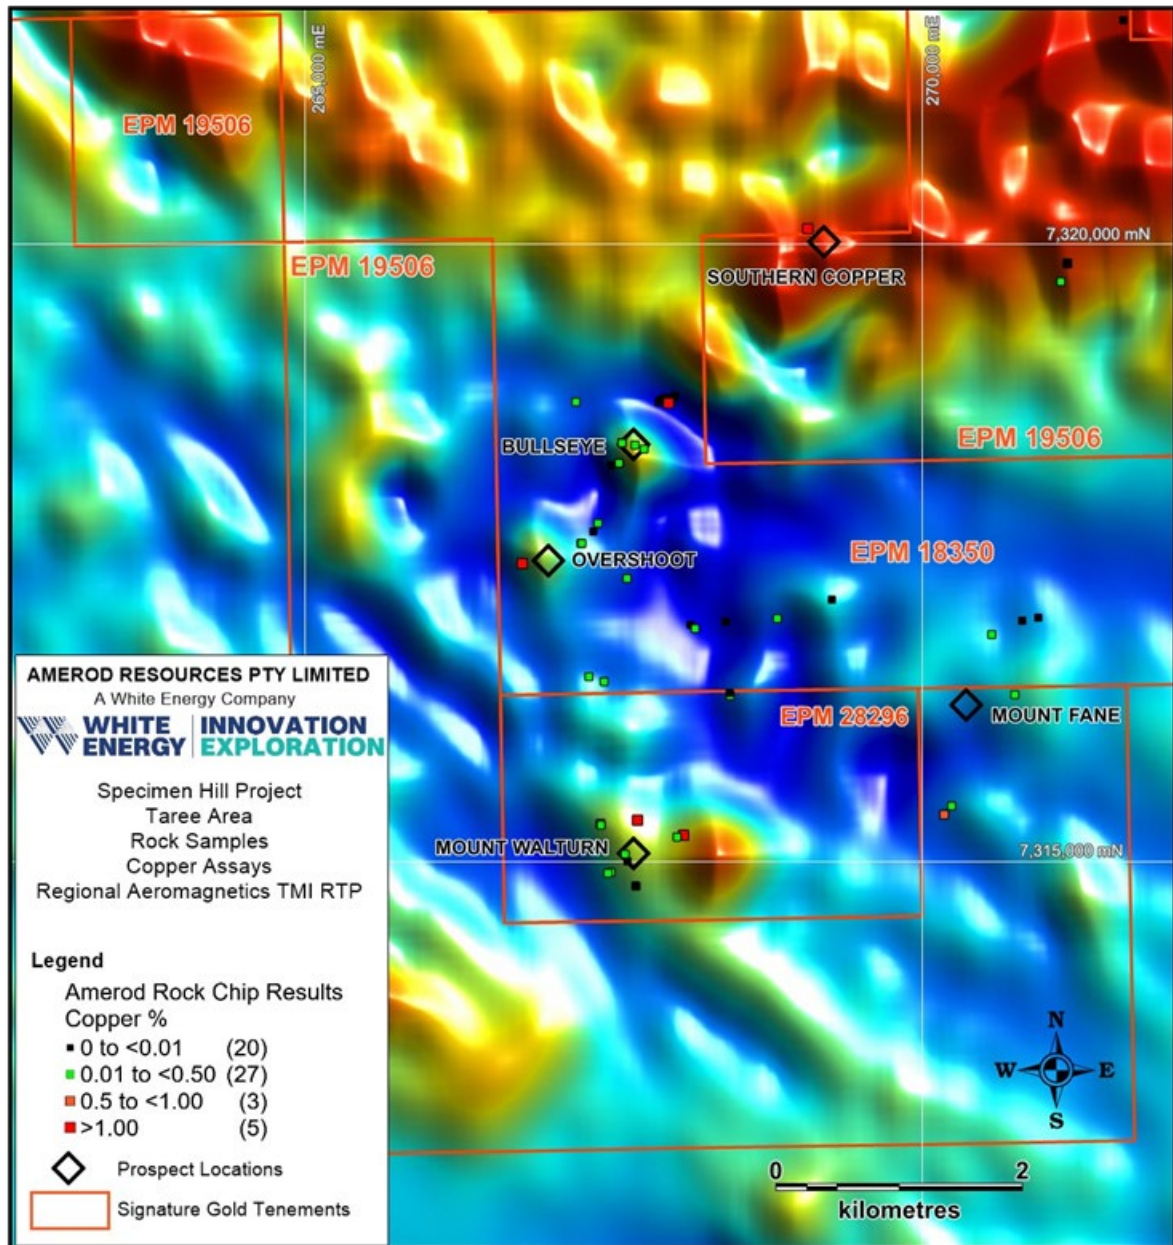 265,000 mE
270,000 mE
EPM 19506
7,320,000 mN
EPM 19506
SOUTHERN COPPER
BULLSEYE
EPM 19506
OVERSHOOT
EPM 18350
EPM 28296
MOUNT FANE
MOUNT WALTURN
7,315,000 mN
AMEROD RESOURCES PTY LIMITED
A White Energy Company
WHITE ENERGY
INNOVATION EXPLORATION
Specimen Hill Project
Taree Area
Rock Samples
Copper Assays
Regional Aeromagnetics TMI RTP
Legend
Amerod Rock Chip Results
Copper %
0 to <0.01 (20)
0.01 to <0.50 (27)
0.5 to <1.00 (3)
>1.00 (5)
Prospect Locations
Signature Gold Tenements
N
W E
S
0 2
kilometres